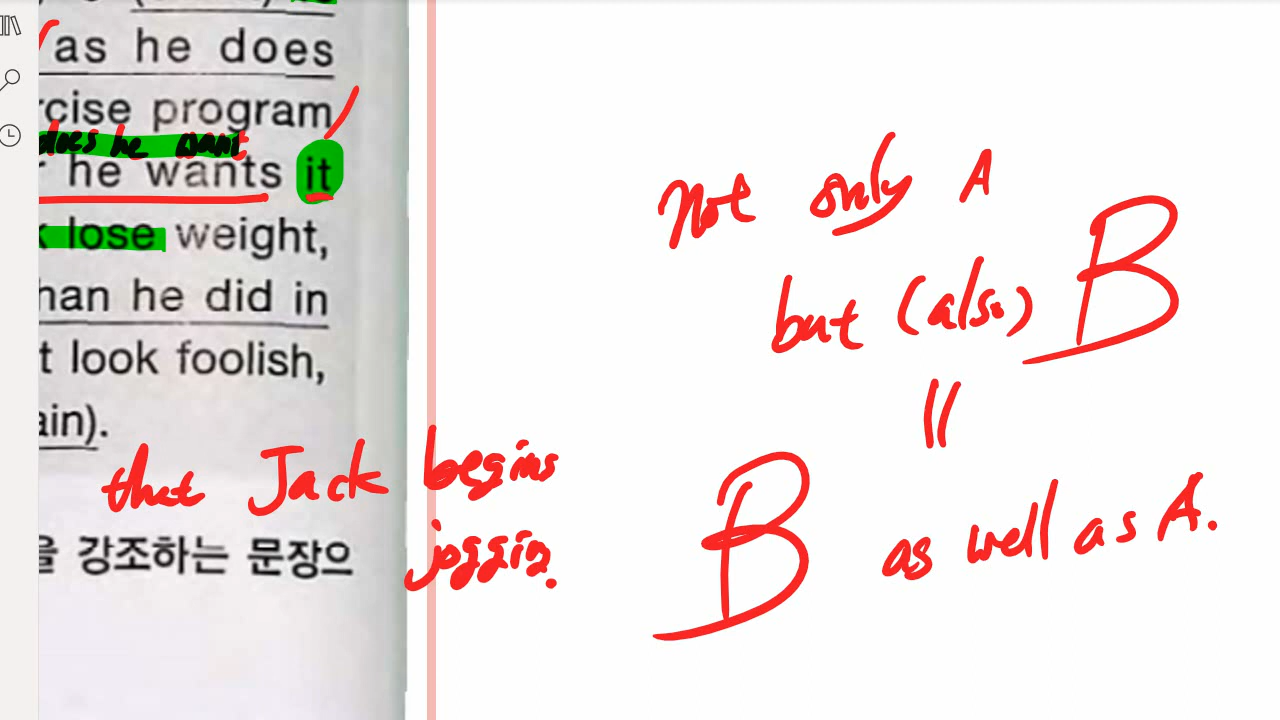 as he does
rcise program
does he want
he wants it
lose weight,
han he did in
t look foolish,
ain).
that Jack begins
joggin.
을 강조하는 문장으
Not only A
but (also) B
||
B as well as A.